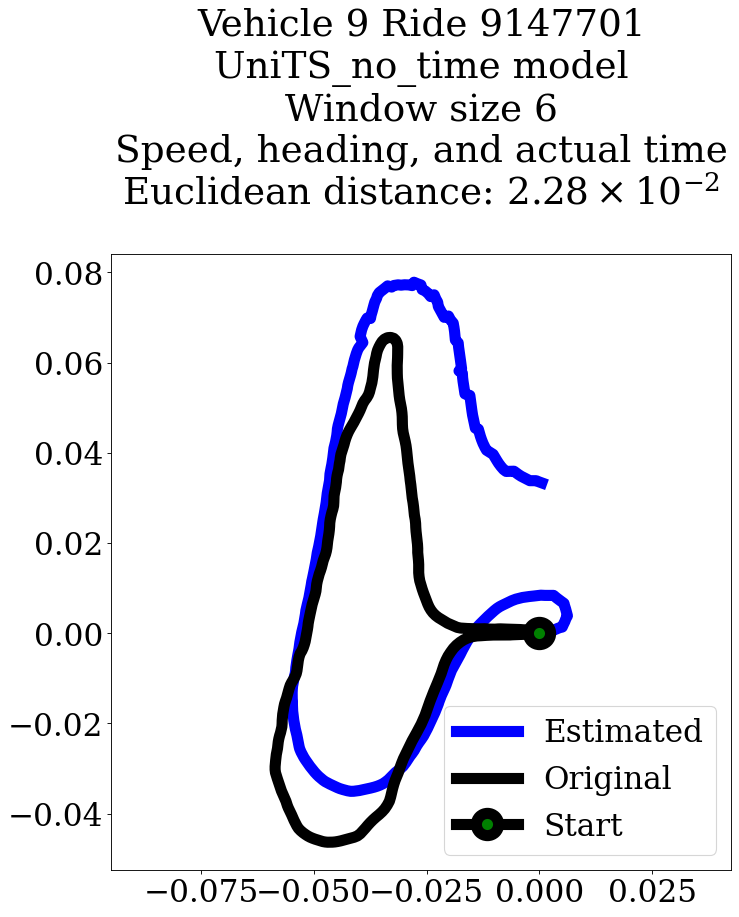 Vehicle 9 Ride 9147701
UniTS_no_time model
Window size 6
Speed, heading, and actual time
Euclidean distance: 2.28 × 10⁻²
0.08
0.06
0.04
0.02
0.00
−0.02
−0.04
Estimated
Original
Start
−0.075 −0.050 −0.025 0.000 0.025